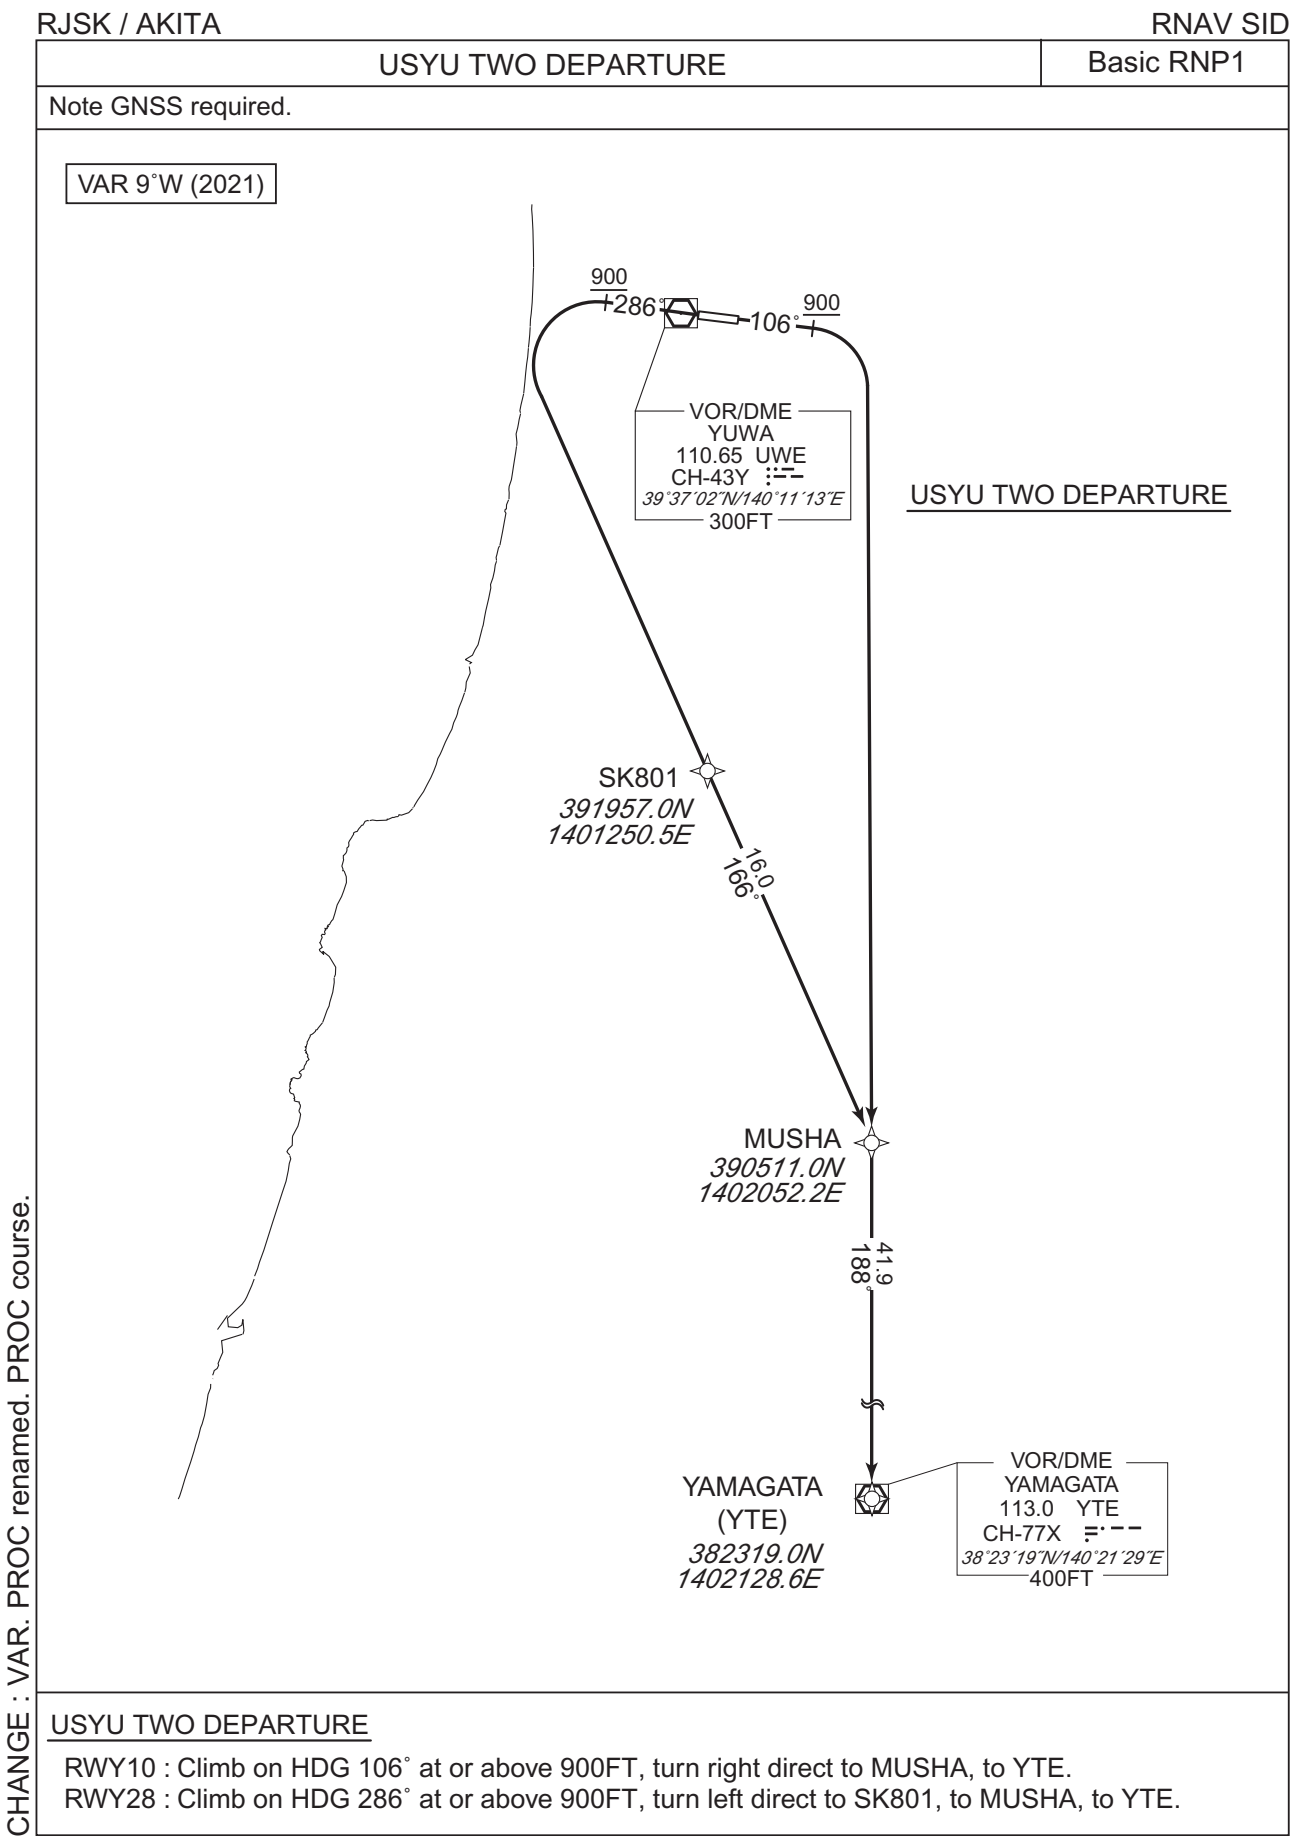 RJSK / AKITA
RNAV SID
USYU TWO DEPARTURE
Basic RNP1
Note GNSS required.
VAR 9˚W (2021)
900
286˚
106˚
900
VOR/DME
YUWA
110.65 UWE
CH-43Y
39˚37´02˝N/140˚11´13˝E
300FT
USYU TWO DEPARTURE
SK801
391957.0N
1401250.5E
16.0
166˚
MUSHA
390511.0N
1402052.2E
41.9
188˚
YAMAGATA
(YTE)
382319.0N
1402128.6E
VOR/DME
YAMAGATA
113.0 YTE
CH-77X
38˚23´19˝N/140˚21´29˝E
400FT
USYU TWO DEPARTURE
RWY10 : Climb on HDG 106˚ at or above 900FT, turn right direct to MUSHA, to YTE.
RWY28 : Climb on HDG 286˚ at or above 900FT, turn left direct to SK801, to MUSHA, to YTE.
CHANGE : VAR. PROC renamed. PROC course.